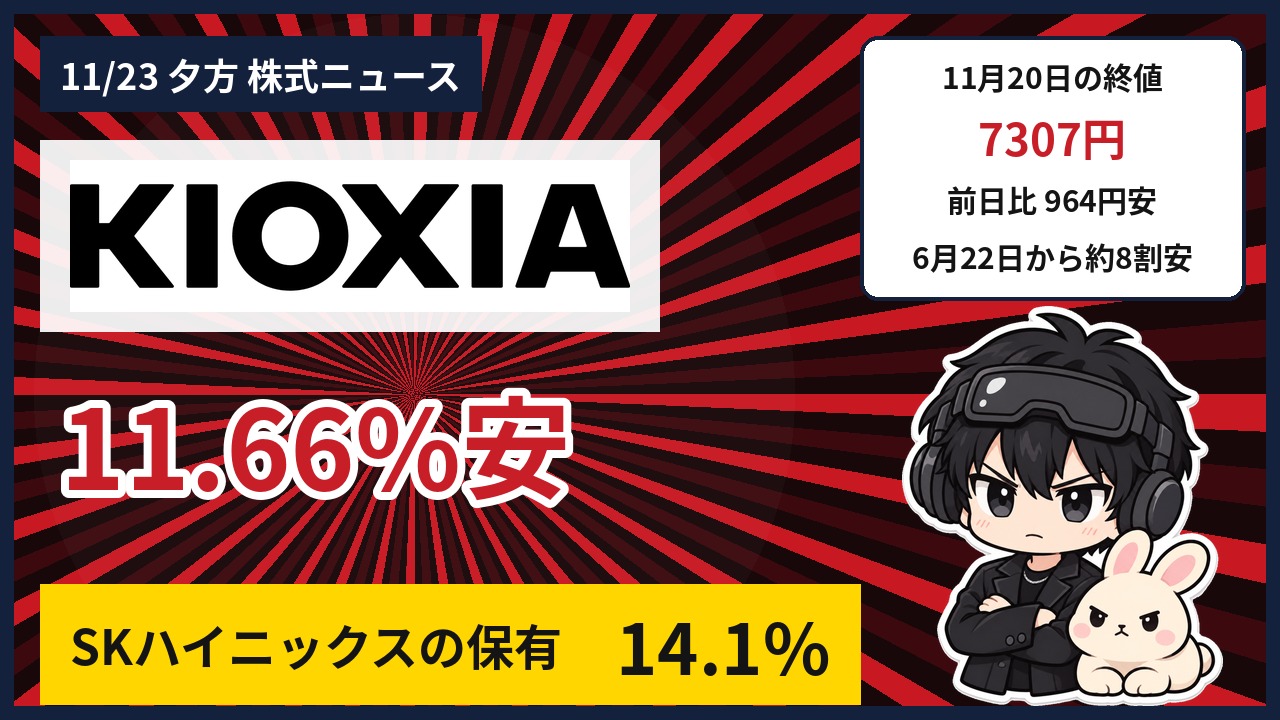 11/23 夕方 株式ニュース
KIOXIA
11.66%安
SKハイニックスの保有 14.1%
11月20日の終値
7307円
前日比 964円安
6月22日から約8割安